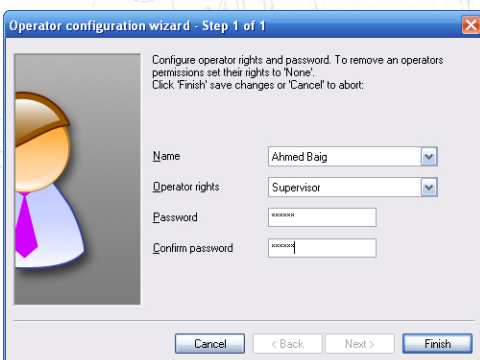 Operator configuration wizard - Step 1 of 1
Configure operator rights and password. To remove an operators
permissions set their rights to 'None'.
Click 'Finish' save changes or 'Cancel' to abort:
Name Ahmed Baig
Operator rights Supervisor
Password ******
Confirm password ******
Cancel < Back Next > Finish